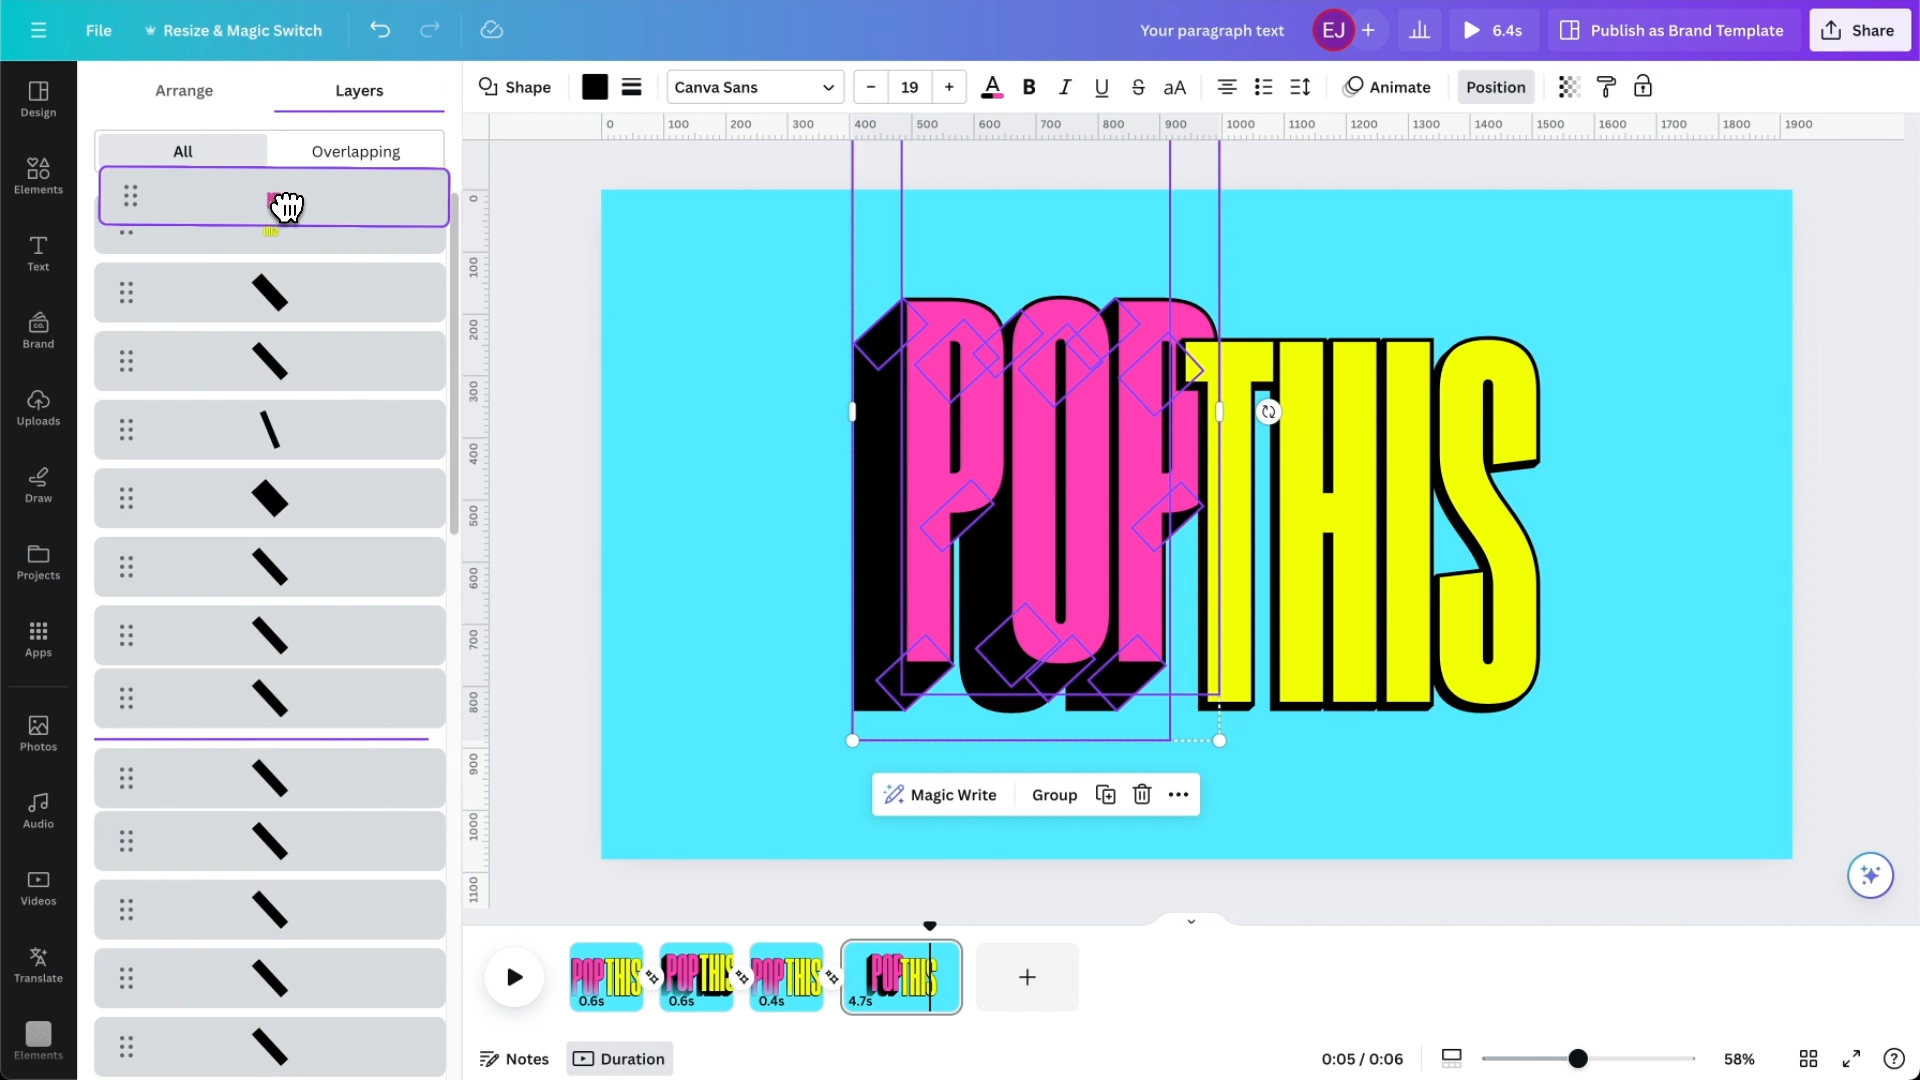 File
Resize & Magic Switch
Your paragraph text
EJ
6.4s
Publish as Brand Template
Share
Design
Elements
Text
CO.
Brand
Uploads
Draw
Projects
Apps
Photos
Audio
Videos
Translate
Elements
Arrange
Layers
All
Overlapping
Shape
Canva Sans
19
A
B
I
U
S
aA
Animate
Position
0 100 200 300 400 500 600 700 800 900 1000 1100 1200 1300 1400 1500 1600 1700 1800 1900
0
100
200
300
400
500
600
700
800
900
1000
1100
POP THIS
Magic Write
Group
POPTHIS
0.6s
POPTHIS
0.6s
POPTHIS
0.4s
POPTHIS
4.7s
Notes
Duration
0:05 / 0:06
58%